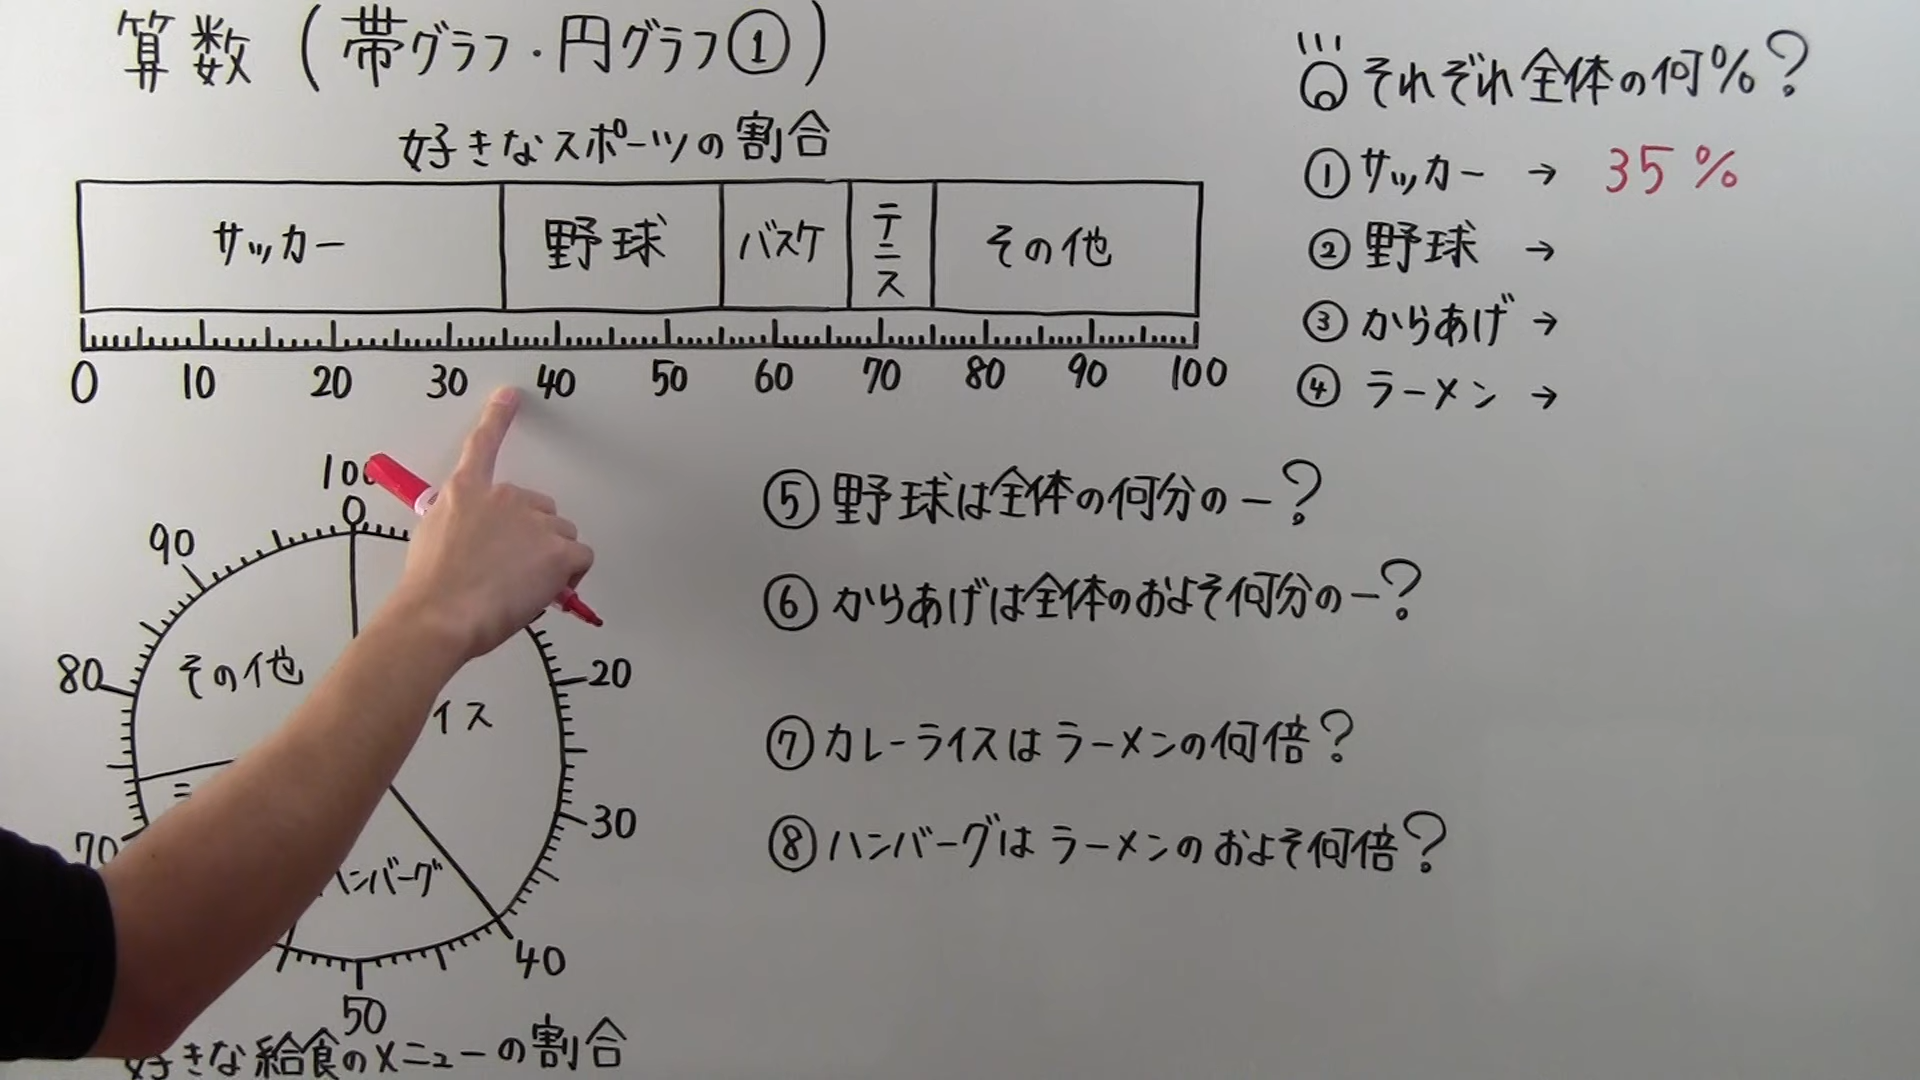 算数(帯グラフ・円グラフ①)
好きなスポーツの割合
サッカー 野球 バスケ テニス その他
0 10 20 30 40 50 60 70 80 90 100
それぞれ全体の何%?
①サッカー → 35%
②野球 →
③からあげ →
④ラーメン →
⑤野球は全体の何分の一?
⑥からあげは全体のおよそ何分の一?
⑦カレーライスはラーメンの何倍?
⑧ハンバーグはラーメンのおよそ何倍?
0
90
80
70
20
30
40
50
その他
イス
ハンバーグ
好きな給食のメニューの割合